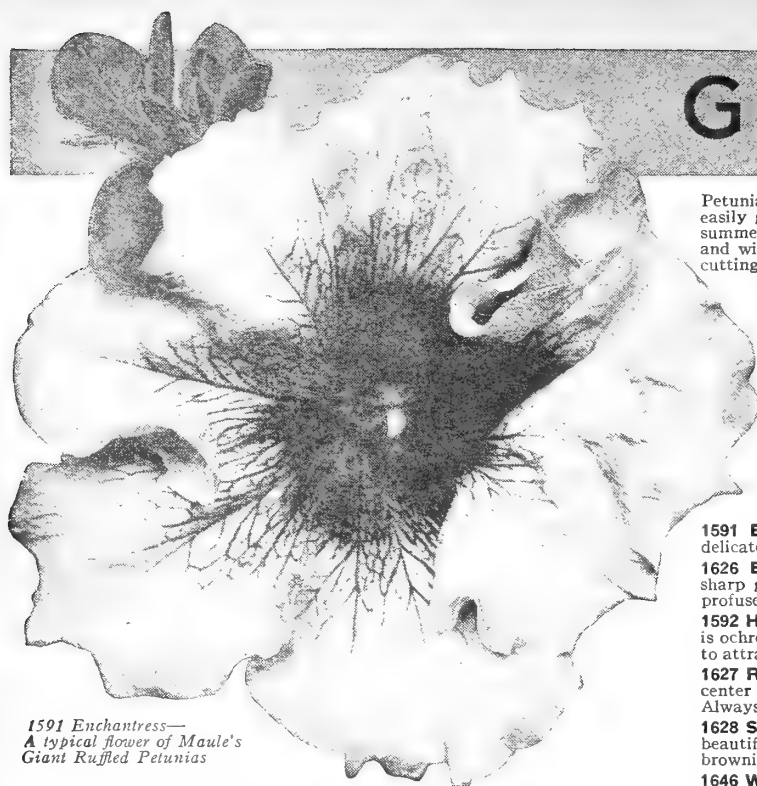 G
Petunia
easily g
summe
and wi
cutting
1591 E
delicate
1626 E
sharp g
profuse
1592 H
is ochre
to attra
1627 R
center
Always
1628 S
beautif
browni
1646 W
1591 Enchantress—
A typical flower of Maule's
Giant Ruffled Petunias